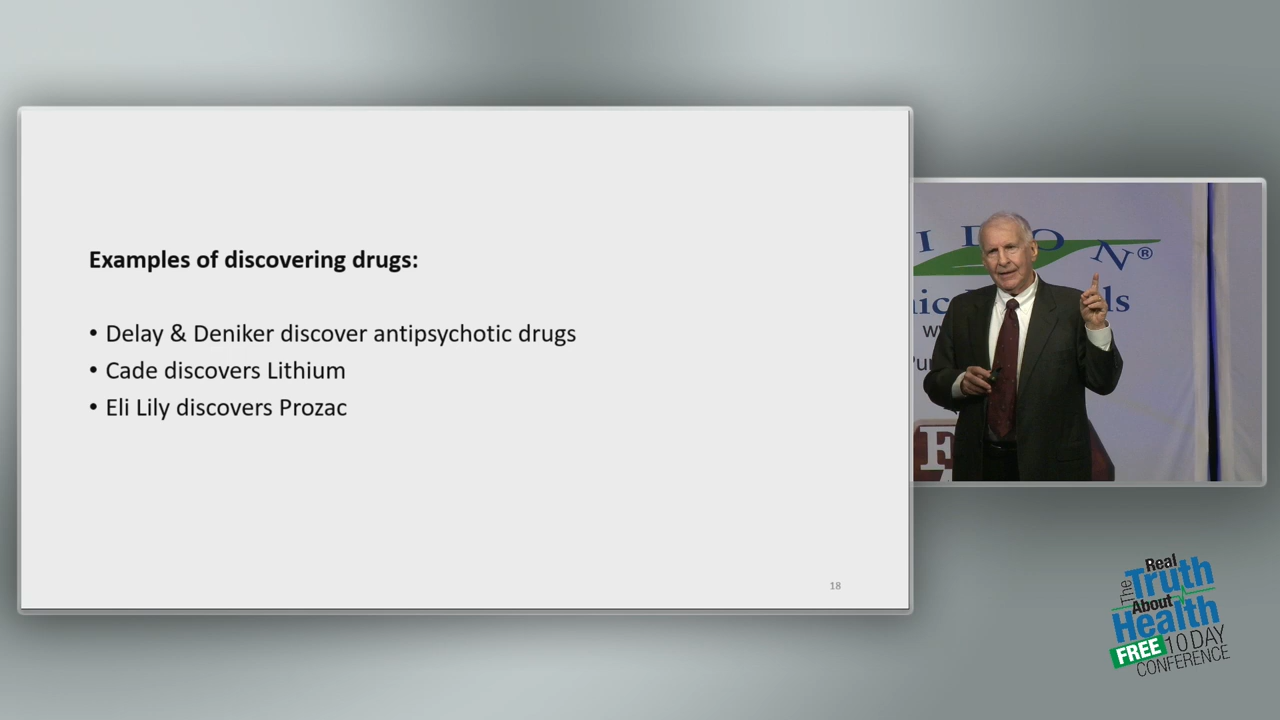 Examples of discovering drugs:
• Delay & Deniker discover antipsychotic drugs
• Cade discovers Lithium
• Eli Lily discovers Prozac
18
The Real
Truth
About
Health
FREE 10 DAY
CONFERENCE